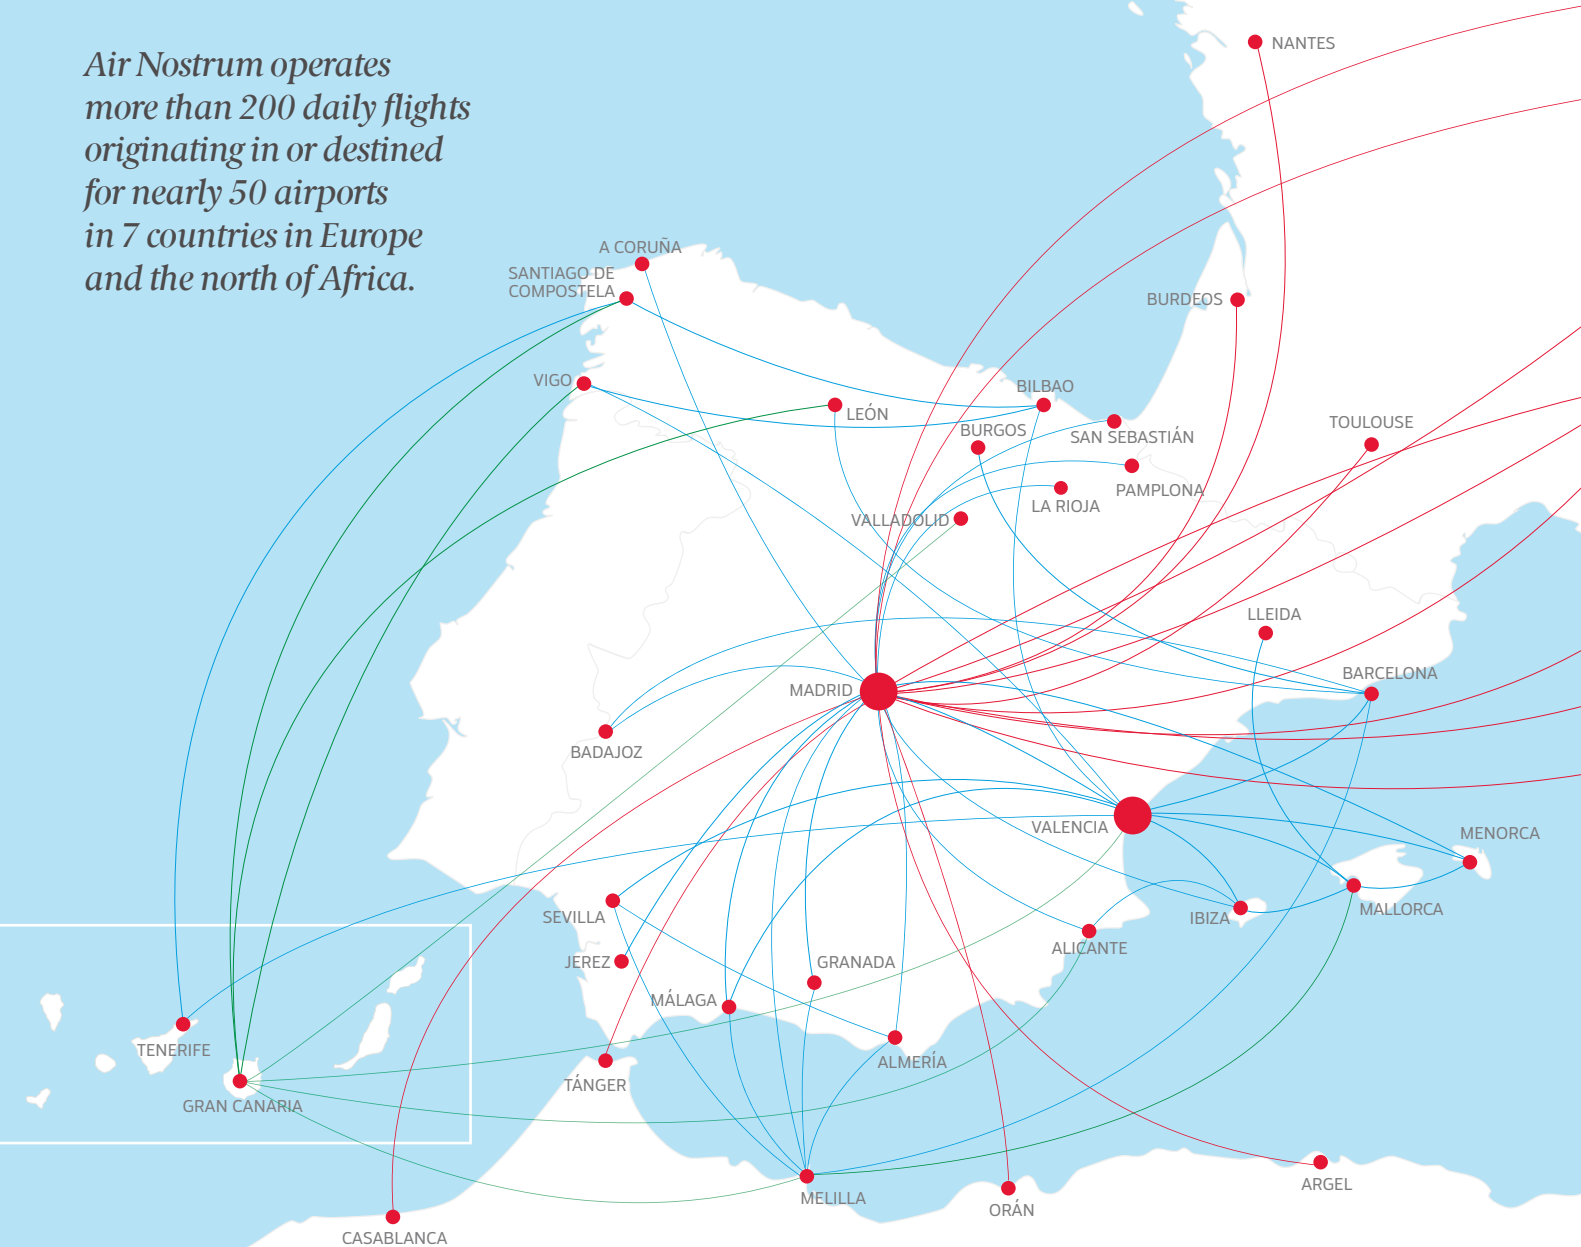 Air Nostrum operates
more than 200 daily flights
originating in or destined
for nearly 50 airports
in 7 countries in Europe
and the north of Africa.
NANTES
A CORUÑA
SANTIAGO DE
COMPOSTELA
BURDEOS
VIGO
BILBAO
LEÓN
BURGOS
SAN SEBASTIÁN
TOULOUSE
PAMPLONA
LA RIOJA
VALLADOLID
LLEIDA
BARCELONA
MADRID
BADAJOZ
VALENCIA
MENORCA
MALLORCA
IBIZA
SEVILLA
ALICANTE
JEREZ
GRANADA
MÁLAGA
TENERIFE
ALMERÍA
TÁNGER
GRAN CANARIA
ARGEL
MELILLA
ORÁN
CASABLANCA